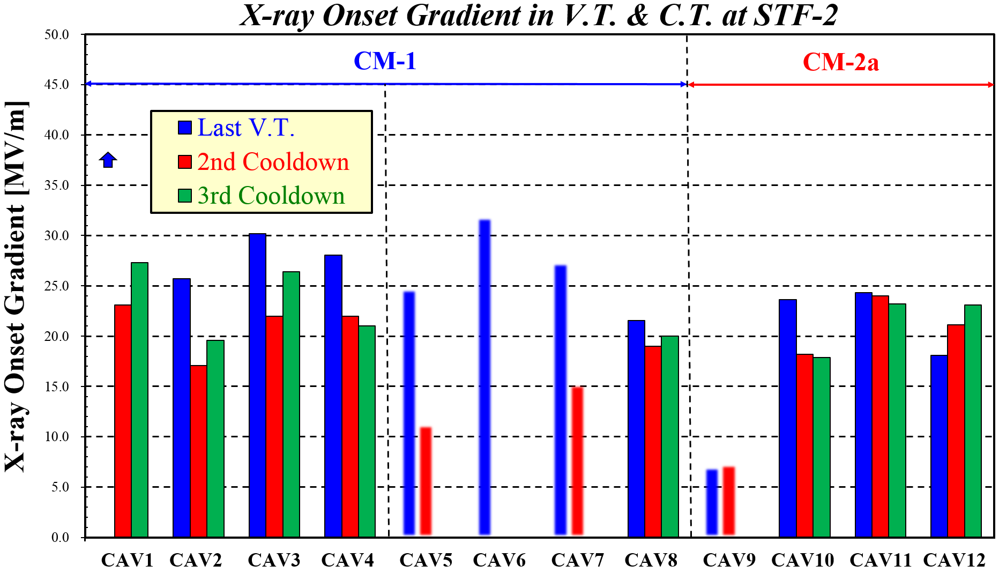 X-ray Onset Gradient in V.T. & C.T. at STF-2
X-ray Onset Gradient [MV/m]
50.0
45.0
40.0
35.0
30.0
25.0
20.0
15.0
10.0
5.0
0.0
CM-1
CM-2a
Last V.T.
2nd Cooldown
3rd Cooldown
CAV1 CAV2 CAV3 CAV4 CAV5 CAV6 CAV7 CAV8 CAV9 CAV10 CAV11 CAV12